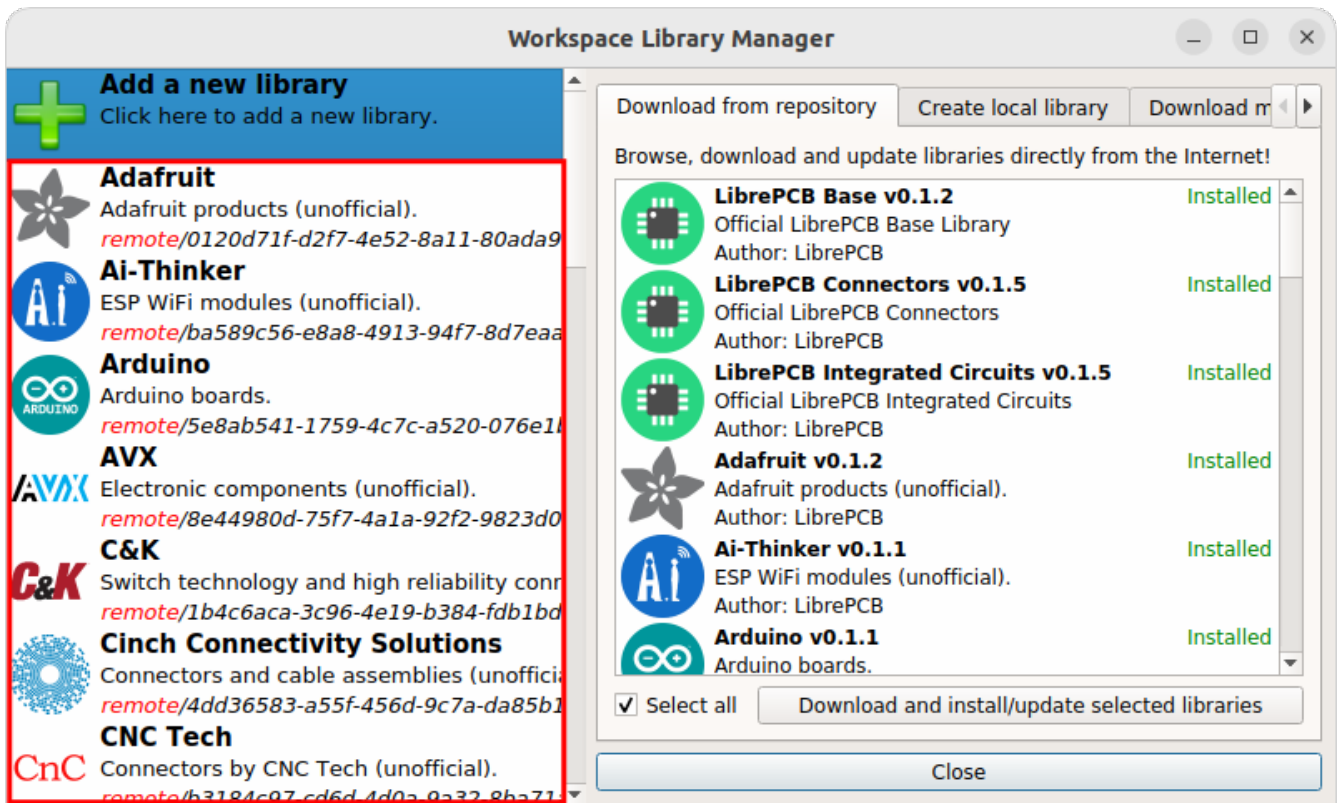 Workspace Library Manager
Add a new library
Click here to add a new library.
Adafruit
Adafruit products (unofficial).
remote/0120d71f-d2f7-4e52-8a11-80ada9
Ai-Thinker
ESP WiFi modules (unofficial).
remote/ba589c56-e8a8-4913-94f7-8d7eaa
Arduino
Arduino boards.
remote/5e8ab541-1759-4c7c-a520-076e1b
ARDUINO
AVX
Electronic components (unofficial).
remote/8e44980d-75f7-4a1a-92f2-9823d0
C&K
Switch technology and high reliability conn
remote/1b4c6aca-3c96-4e19-b384-fdb1bd
Cinch Connectivity Solutions
Connectors and cable assemblies (unofficia
remote/4dd36583-a55f-456d-9c7a-da85b1
CNC Tech
CnC
Connectors by CNC Tech (unofficial).
remote/b3184c97-cd6d-4d0a-9a32-8ba71
Download from repository
Create local library
Download m
Browse, download and update libraries directly from the Internet!
LibrePCB Base v0.1.2
Installed
Official LibrePCB Base Library
Author: LibrePCB
LibrePCB Connectors v0.1.5
Installed
Official LibrePCB Connectors
Author: LibrePCB
LibrePCB Integrated Circuits v0.1.5
Installed
Official LibrePCB Integrated Circuits
Author: LibrePCB
Adafruit v0.1.2
Installed
Adafruit products (unofficial).
Author: LibrePCB
Ai-Thinker v0.1.1
Installed
ESP WiFi modules (unofficial).
Author: LibrePCB
Arduino v0.1.1
Installed
Arduino boards.
Select all
Download and install/update selected libraries
Close